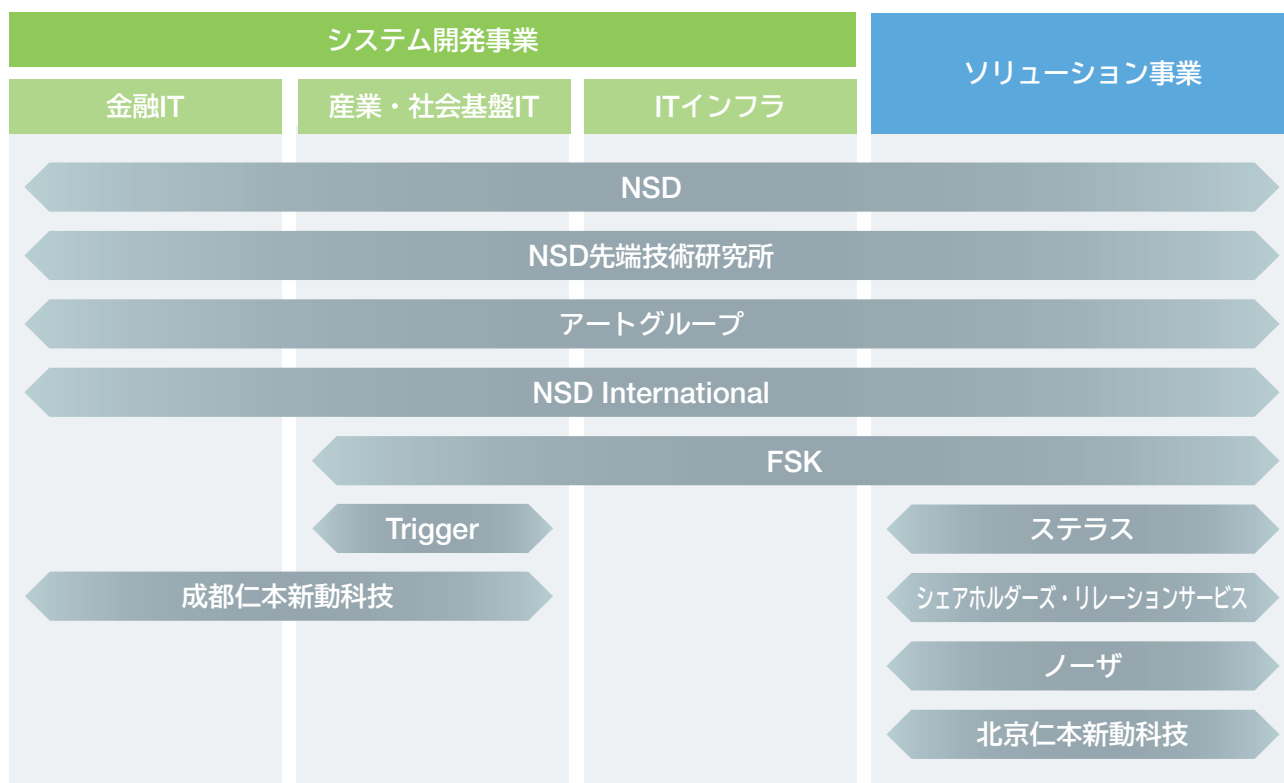 システム開発事業
ソリューション事業
金融IT
産業・社会基盤IT
ITインフラ
NSD
NSD先端技術研究所
アートグループ
NSD International
FSK
Trigger
ステラス
成都仁本新動科技
シェアホルダーズ・リレーションサービス
ノーザ
北京仁本新動科技